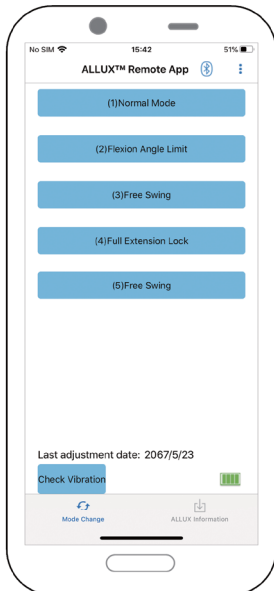 No SIM 15:42 51%
ALLUX™ Remote App
(1)Normal Mode
(2)Flexion Angle Limit
(3)Free Swing
(4)Full Extension Lock
(5)Free Swing
Last adjustment date: 2067/5/23
Check Vibration
Mode Change ALLUX Information